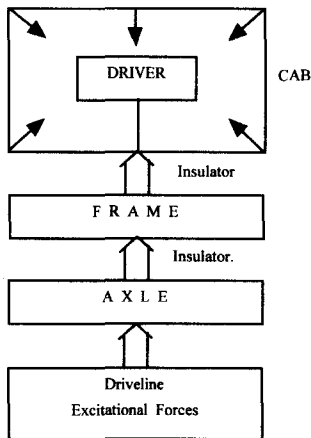 DRIVER
CAB
Insulator
F R A M E
Insulator.
A X L E
Driveline
Excitational Forces